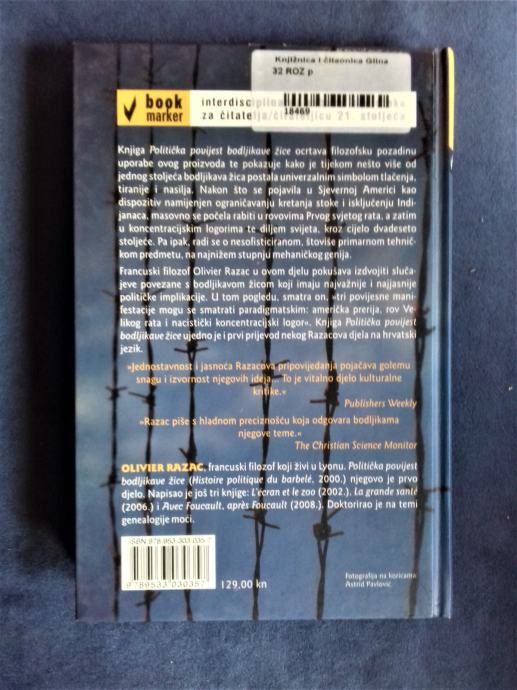 Knjižnica i čitaonica Glina
32 ROZ p
18469
book
marker
za čitatelja/čitateljicu 21. stoljeća
Knjiga Politička povijest bodljikave žice ocrtava filozofsku pozadinu
uporabe ovog proizvoda te pokazuje kako je tijekom nešto više od
jednog stoljeća bodljikava žica postala univerzalnim simbolom tlačenja,
tiranije i nasilja. Nakon što se pojavila u Sjevernoj Americi kao
dispozitiv namijenjen ograničavanju kretanja stoke i isključenju Indi-
janaca, masovno se počela rabiti u rovovima Prvog svjetog rata, a zatim
u koncentracijskim logorima te diljem svijeta, kroz cijelo dvadeseto
stoljeće. Pa ipak, radi se o nesofisticiranom, štoviše primarnom tehnič-
kom predmetu, na najnižem stupnju mehaničkog genija.
Francuski filozof Olivier Razac u ovom djelu pokušava izdvojiti sluča-
jeve povezane s bodljikavom žicom koji imaju najvažnije i najjasnije
političke implikacije. U tom pogledu, smatra on, »tri povijesne mani-
festacije mogu se smatrati paradigmatskim: američka prerija, rov Ve-
likog rata i nacistički koncentracijski logor«. Knjiga Politička povijest
bodljikave žice ujedno je i prvi prijevod nekog Razacova djela na hrvatski
jezik.
»Jednostavnost i jasnoća Razacova pripovijedanja pojačava golemu
snagu i izvornost njegovih ideja... To je vitalno djelo kulturalne
kritike.«
Publishers Weekly
»Razac piše s hladnom preciznošću koja odgovara bodljikama
njegove teme.«
The Christian Science Monitor
OLIVIER RAZAC, francuski filozof koji živi u Lyonu. Politička povijest
bodljikave žice (Histoire politique du barbelé, 2000.) njegovo je prvo
djelo. Napisao je još tri knjige: L'écran et le zoo (2002.), La grande santé
(2006.) i Avec Foucault, après Foucault (2008.). Doktorirao je na temi
genealogije moći.
ISBN 978-953-303-035-7
9789533030357
129,00 kn
Fotografija na koricama
Astrid Pavlović